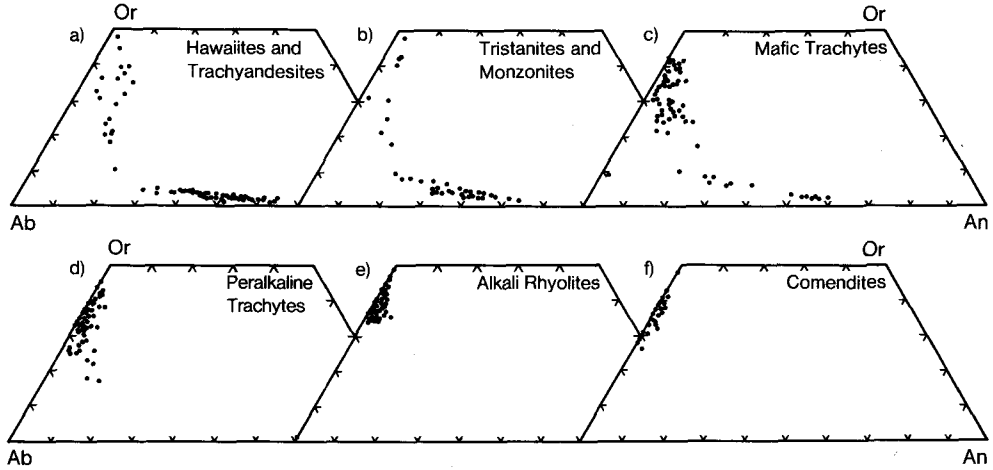 Or
Or
a)
Hawaiites and
Trachyandesites
b)
Tristanites and
Monzonites
c)
Mafic Trachytes
Ab
An
Or
Or
d)
Peralkaline
Trachytes
e)
Alkali Rhyolites
f)
Comendites
Ab
An